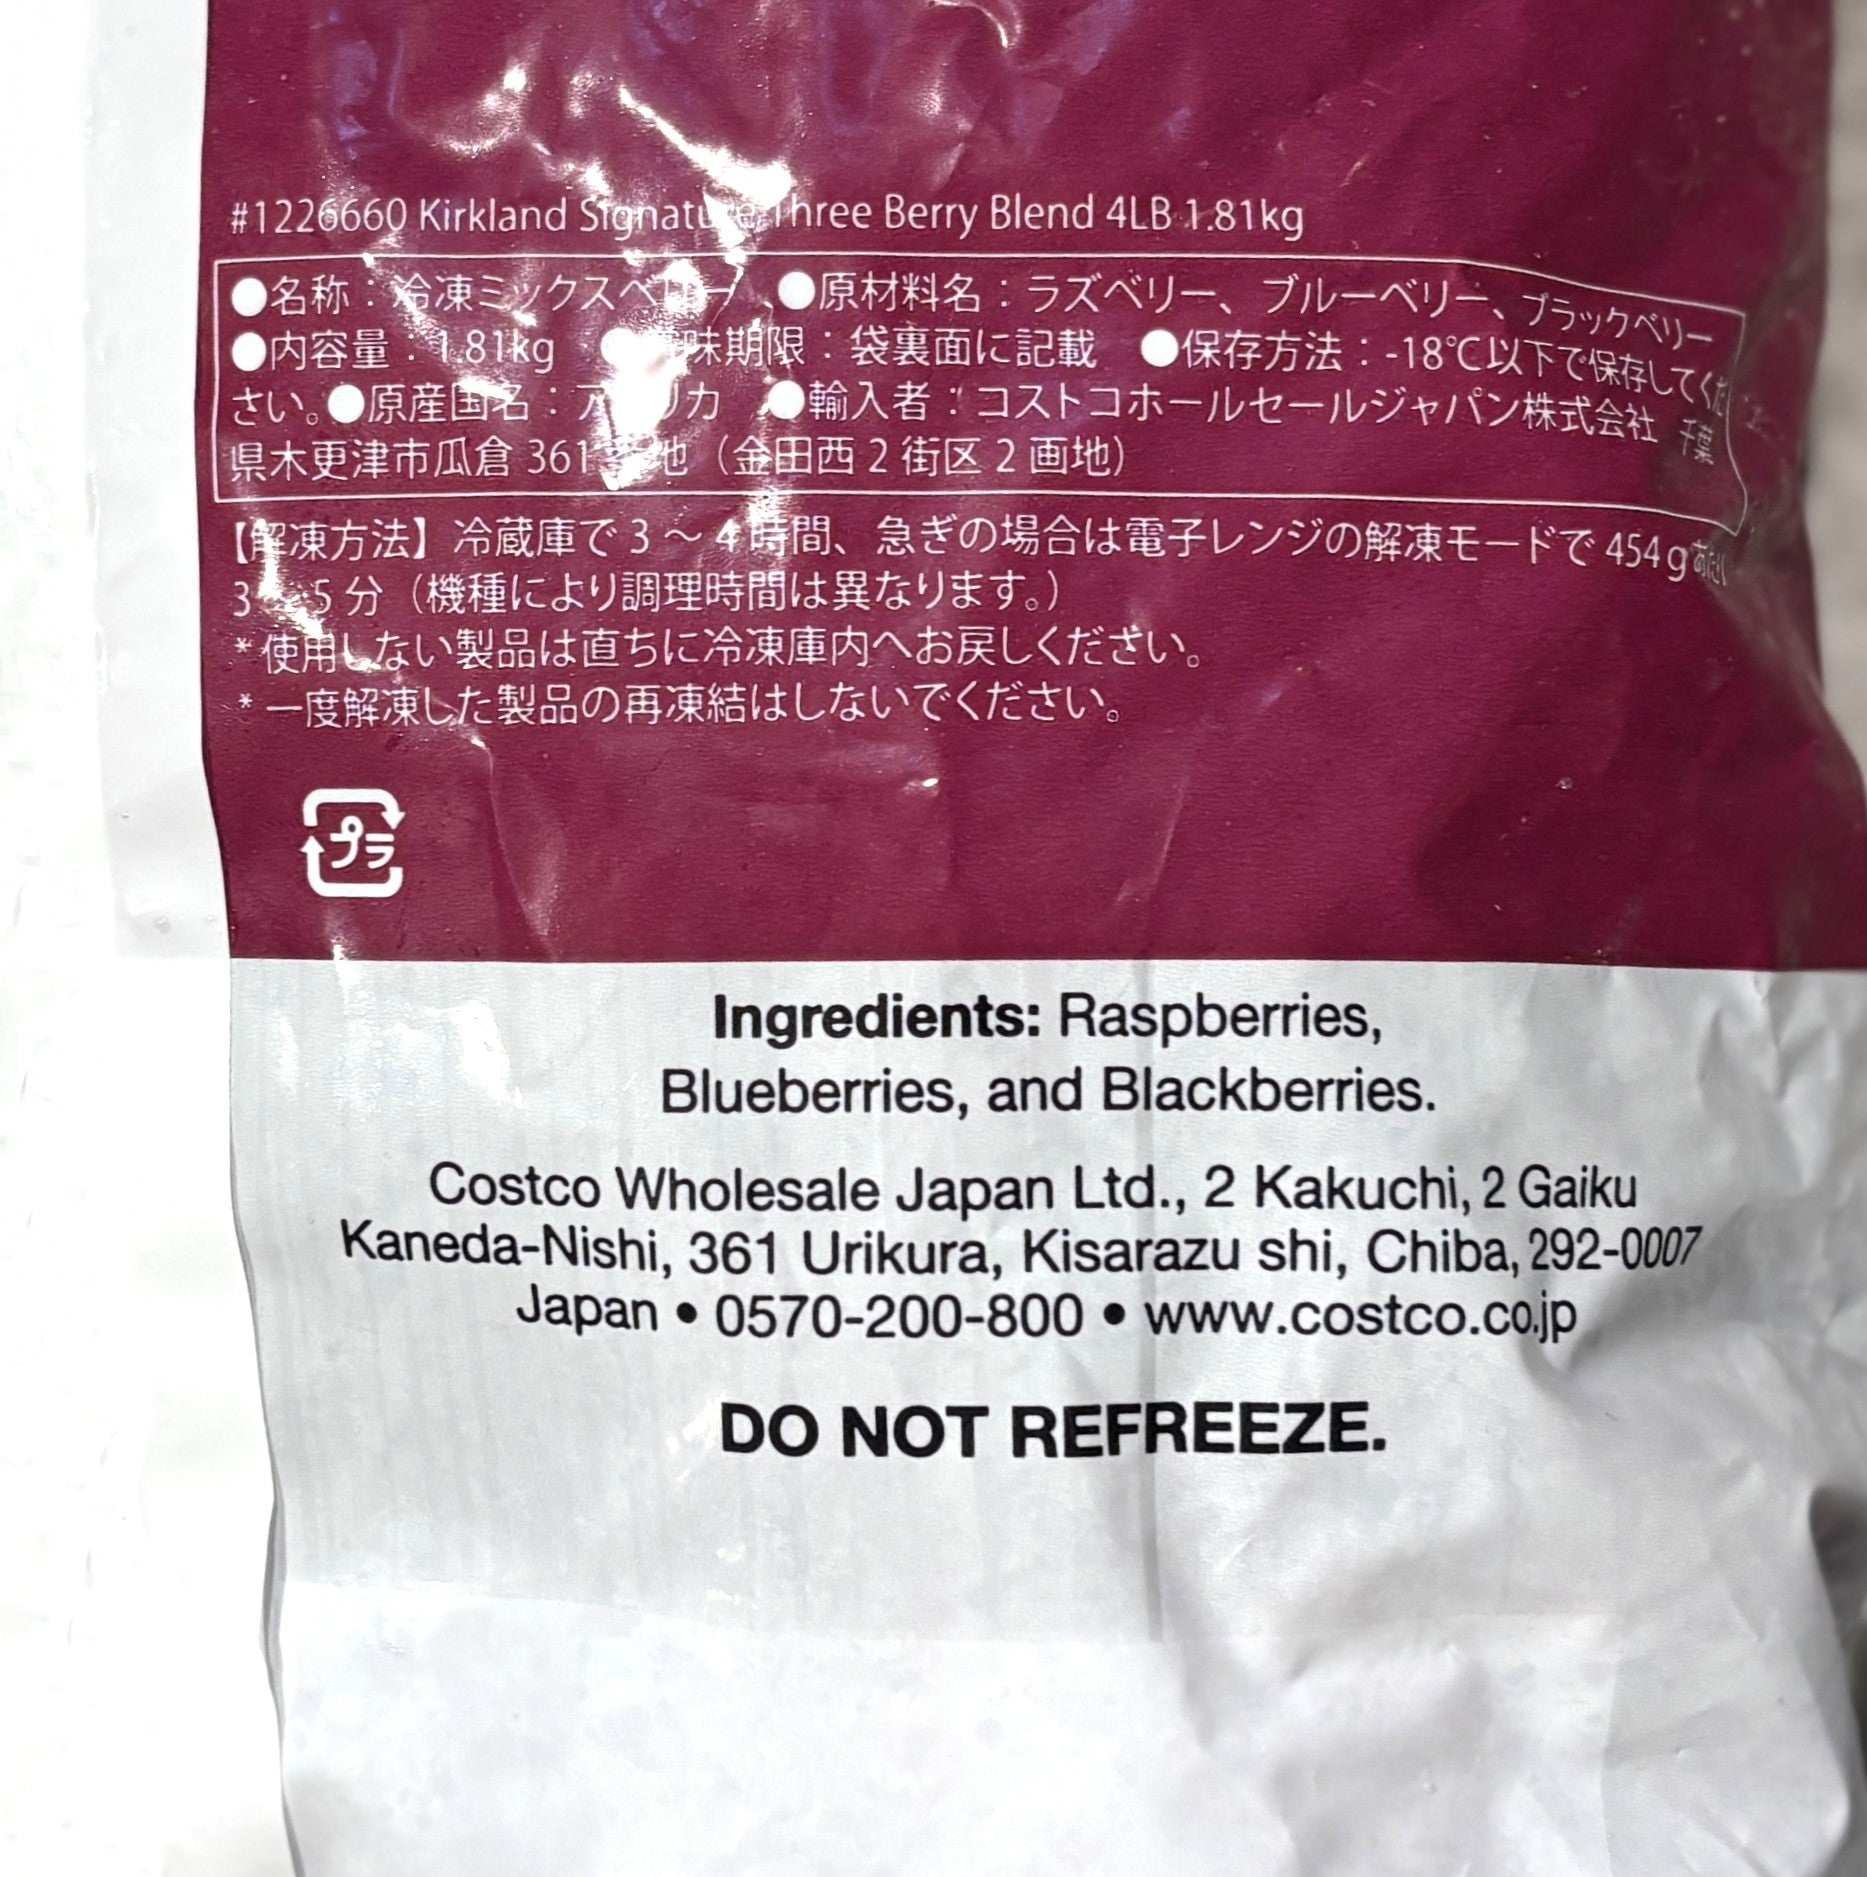 #1226660 Kirkland Signature Three Berry Blend 4LB 1.81kg
●名称：冷凍ミックスベリー ●原材料名：ラズベリー、ブルーベリー、ブラックベリー
●内容量：1.81kg ●賞味期限：袋裏面に記載 ●保存方法：-18℃以下で保存してくだ
さい。●原産国名：アメリカ ●輸入者：コストコホールセールジャパン株式会社 千葉
県木更津市瓜倉 361番地（金田西 2 街区 2 画地）
【解凍方法】冷蔵庫で 3 ～ 4 時間、急ぎの場合は電子レンジの解凍モードで 454 g あたり
3 ～ 5 分（機種により調理時間は異なります。）
* 使用しない製品は直ちに冷凍庫内へお戻しください。
* 一度解凍した製品の再凍結はしないでください。
プラ
Ingredients: Raspberries,
Blueberries, and Blackberries.
Costco Wholesale Japan Ltd., 2 Kakuchi, 2 Gaiku
Kaneda-Nishi, 361 Urikura, Kisarazu shi, Chiba, 292-0007
Japan • 0570-200-800 • www.costco.co.jp
DO NOT REFREEZE.